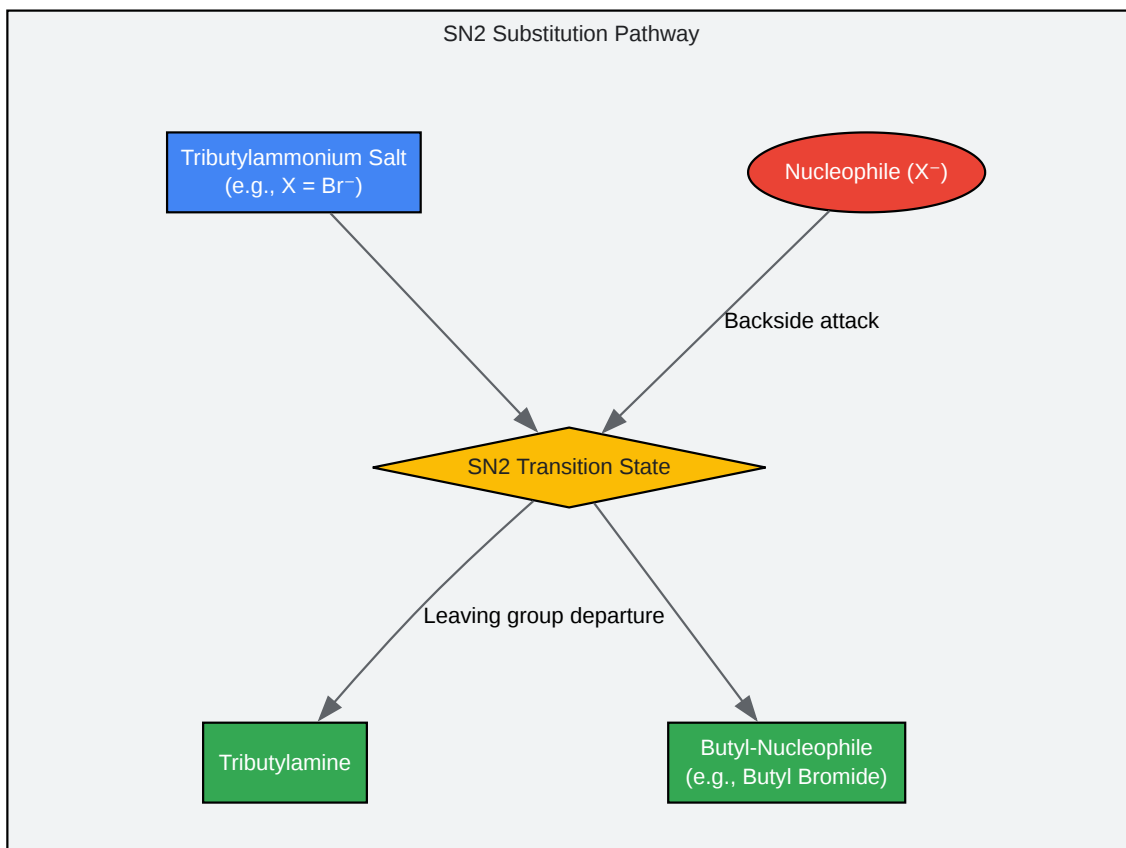 SN2 Substitution Pathway
Tributylammonium Salt
(e.g., X = Br⁻)
Nucleophile (X⁻)
Backside attack
SN2 Transition State
Leaving group departure
Tributylamine
Butyl-Nucleophile
(e.g., Butyl Bromide)